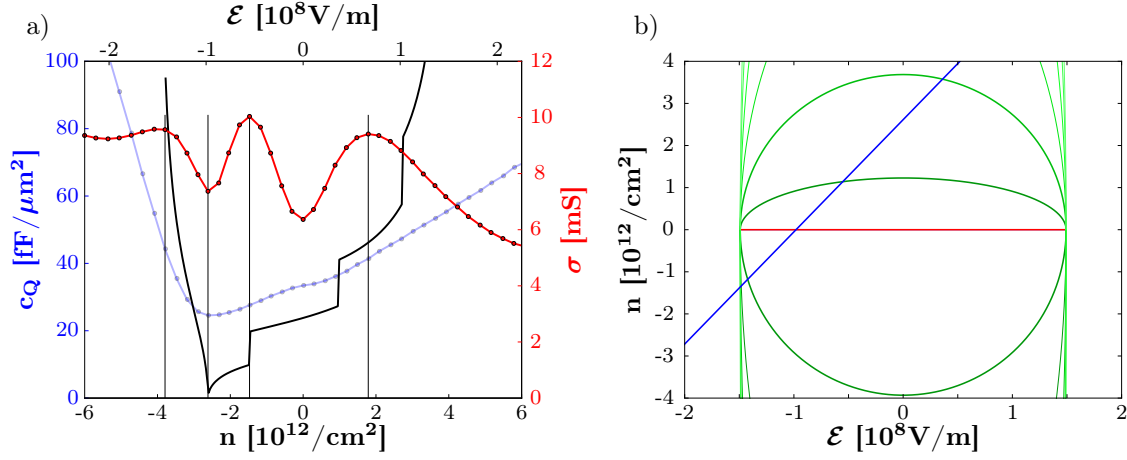 a)
𝓔 [10⁸V/m]
-2 -1 0 1 2
100
80
60
40
20
0
c_Q [fF/μm²]
12
10
8
6
4
2
0
σ [mS]
-6 -4 -2 0 2 4 6
n [10¹²/cm²]
b)
4
3
2
1
0
-1
-2
-3
-4
n [10¹²/cm²]
-2 -1 0 1 2
𝓔 [10⁸V/m]